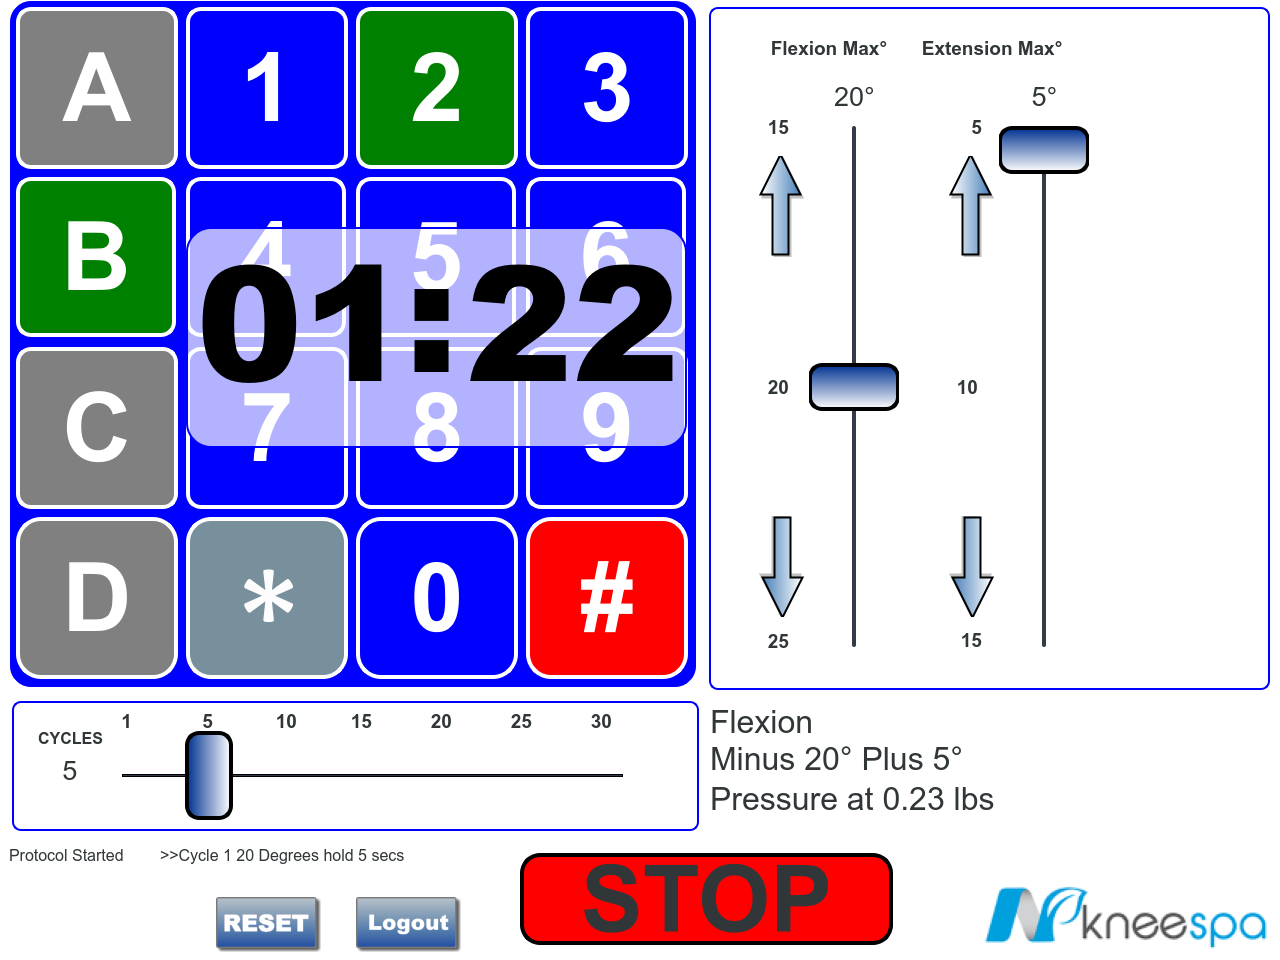 A 1 2 3
B 4 5 6
01:22
C 7 8 9
D * 0 #
Flexion Max° Extension Max°
20° 5°
15 5
20 10
25 15
1 5 10 15 20 25 30
CYCLES
5
Flexion
Minus 20° Plus 5°
Pressure at 0.23 lbs
Protocol Started >>Cycle 1 20 Degrees hold 5 secs
RESET Logout STOP
kneespa